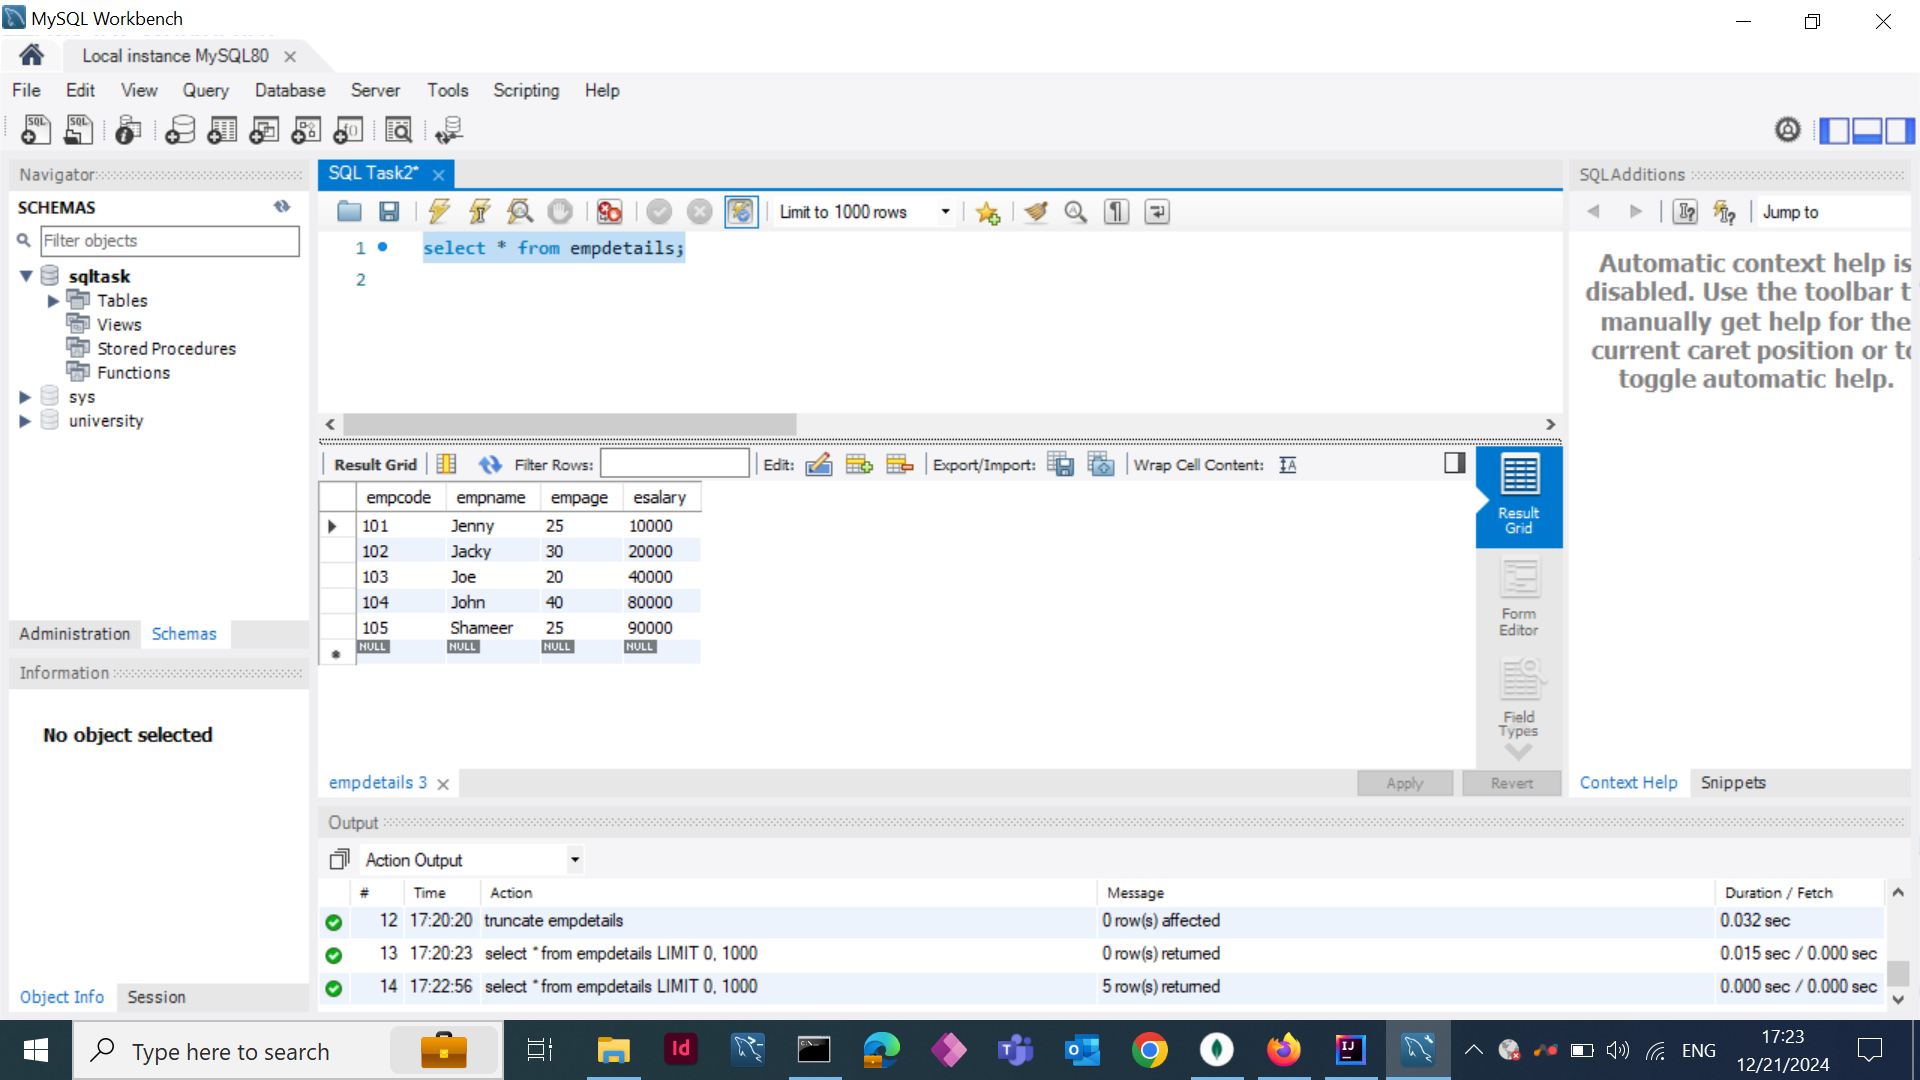 MySQL Workbench
Local instance MySQL80
File Edit View Query Database Server Tools Scripting Help
Navigator
SCHEMAS
Filter objects
sqltask
Tables
Views
Stored Procedures
Functions
sys
university
Administration Schemas
Information
No object selected
Object Info Session
SQL Task2*
Limit to 1000 rows
1 select * from empdetails;
2
Result Grid Filter Rows: Edit: Export/Import: Wrap Cell Content:
empcode empname empage esalary
101 Jenny 25 10000
102 Jacky 30 20000
103 Joe 20 40000
104 John 40 80000
105 Shameer 25 90000
NULL NULL NULL NULL
Result
Grid
Form
Editor
Field
Types
empdetails 3
Apply Revert
SQLAdditions
Jump to
Automatic context help is
disabled. Use the toolbar t
manually get help for the
current caret position or to
toggle automatic help.
Context Help Snippets
Output
Action Output
# Time Action Message Duration / Fetch
12 17:20:20 truncate empdetails 0 row(s) affected 0.032 sec
13 17:20:23 select * from empdetails LIMIT 0, 1000 0 row(s) returned 0.015 sec / 0.000 sec
14 17:22:56 select * from empdetails LIMIT 0, 1000 5 row(s) returned 0.000 sec / 0.000 sec
Type here to search
ENG
17:23
12/21/2024